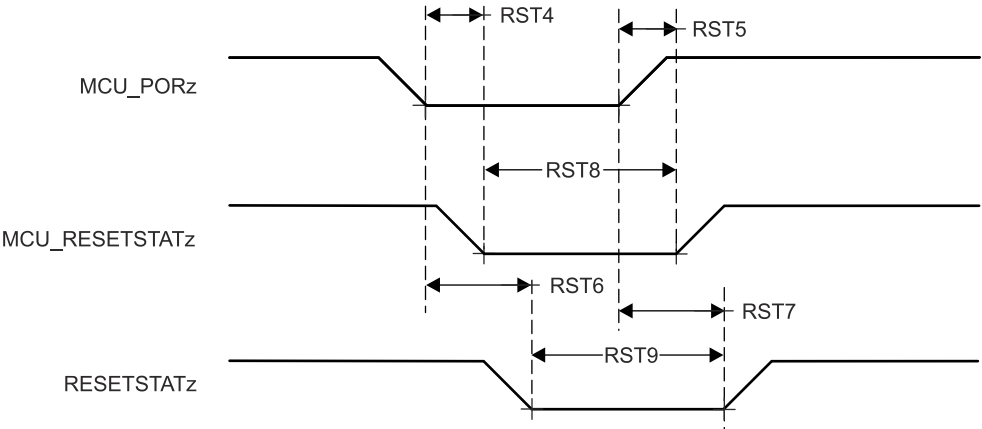 RST4
RST5
MCU_PORz
RST8
MCU_RESETSTATz
RST6
RST7
RST9
RESETSTATz